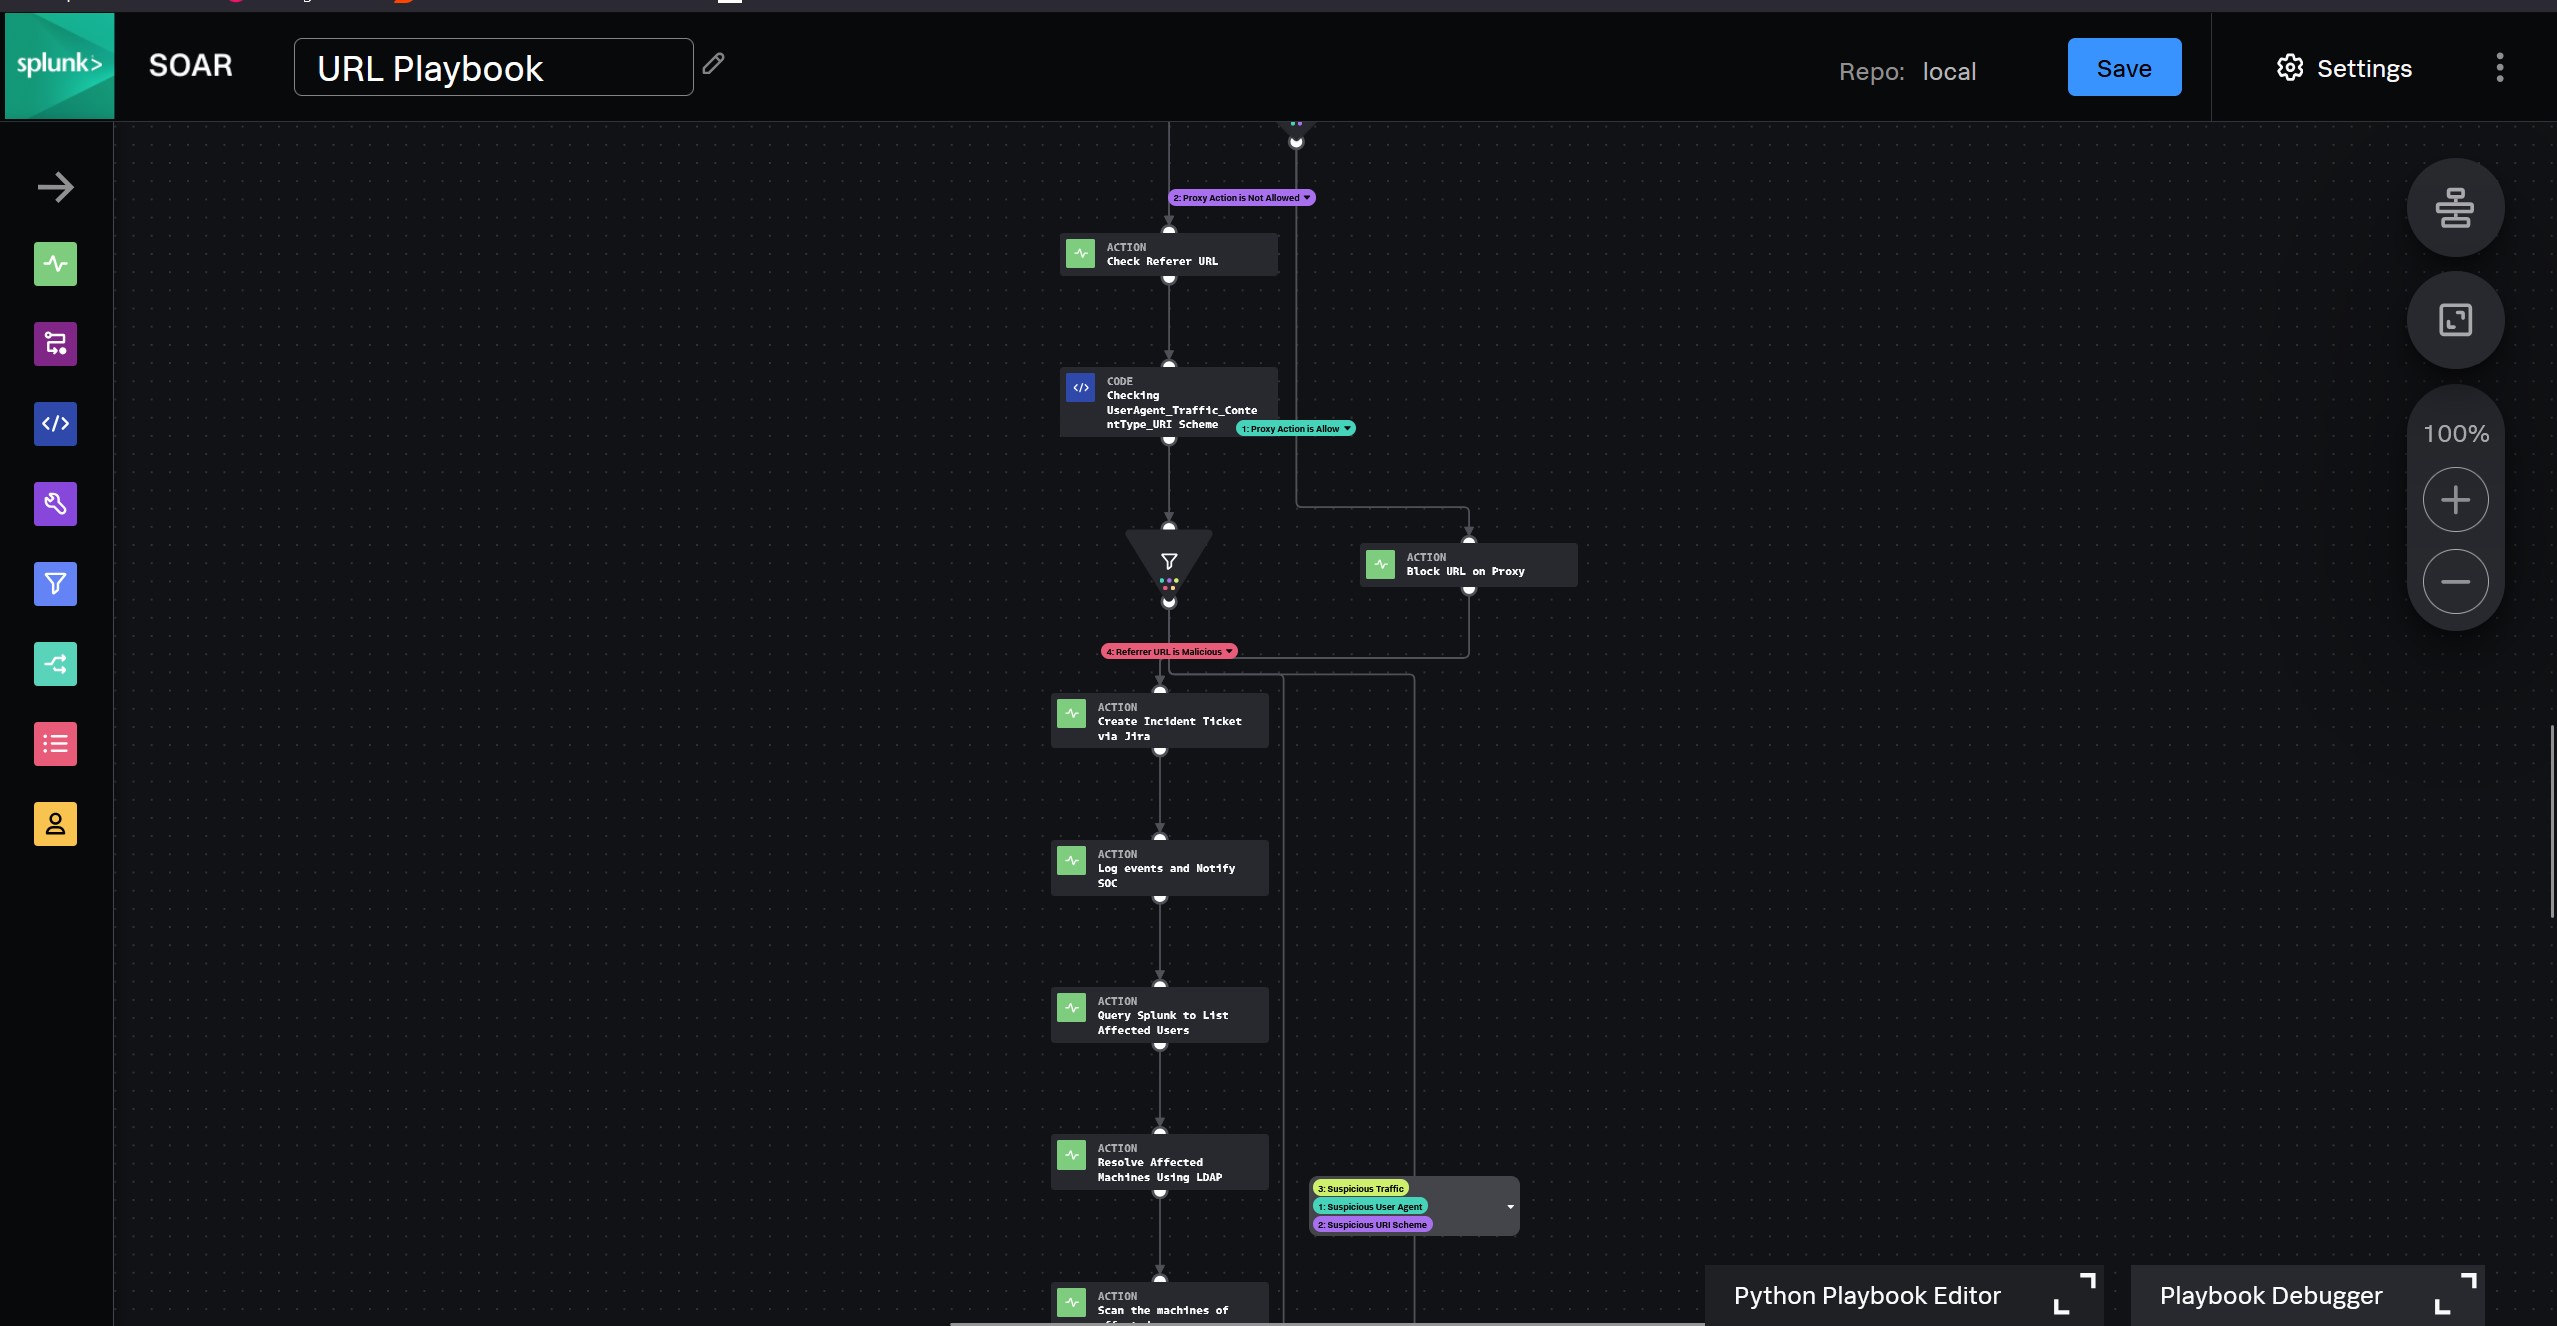 splunk>
SOAR
URL Playbook
Repo: local
Save
Settings
2: Proxy Action is Not Allowed
ACTION
Check Referer URL
CODE
Checking
UserAgent_Traffic_Conte
ntType_URI Scheme
1: Proxy Action is Allow
100%
ACTION
Block URL on Proxy
4: Referrer URL is Malicious
ACTION
Create Incident Ticket
via Jira
ACTION
Log events and Notify
SOC
ACTION
Query Splunk to List
Affected Users
ACTION
Resolve Affected
Machines Using LDAP
3: Suspicious Traffic
1: Suspicious User Agent
2: Suspicious URI Scheme
ACTION
Scan the machines of
Python Playbook Editor
Playbook Debugger